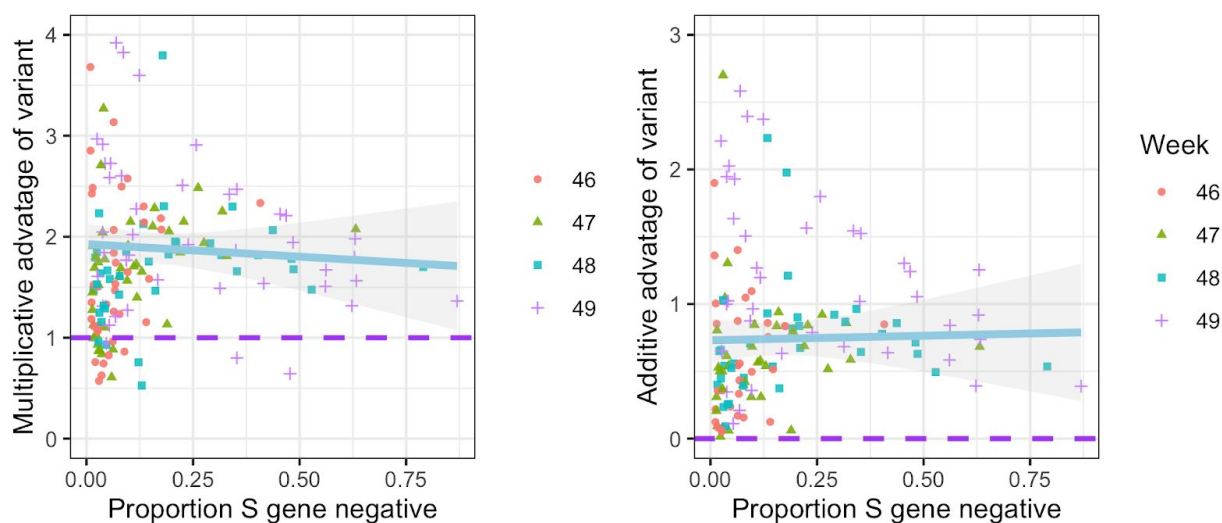 Multiplicative advatage of variant
4
3
2
1
0
0.00 0.25 0.50 0.75
Proportion S gene negative
46
47
48
49
Additive advatage of variant
3
2
1
0
0.00 0.25 0.50 0.75
Proportion S gene negative
Week
46
47
48
49